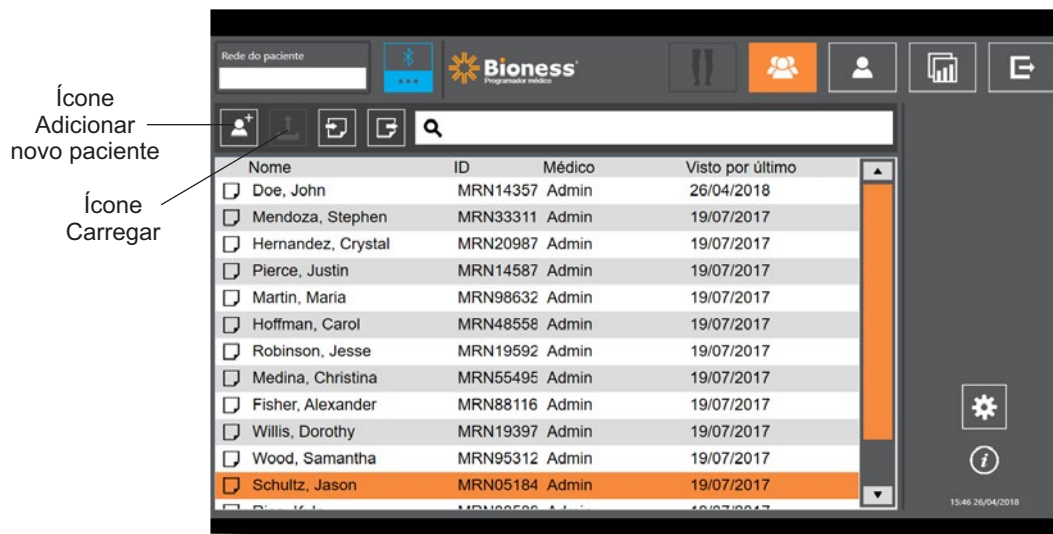 Ícone
Adicionar
novo paciente
Ícone
Carregar
Rede do paciente
Bioness
Programador médico
Nome ID Médico Visto por último
Doe, John MRN14357 Admin 26/04/2018
Mendoza, Stephen MRN33311 Admin 19/07/2017
Hernandez, Crystal MRN20987 Admin 19/07/2017
Pierce, Justin MRN14587 Admin 19/07/2017
Martin, Maria MRN98632 Admin 19/07/2017
Hoffman, Carol MRN48558 Admin 19/07/2017
Robinson, Jesse MRN19592 Admin 19/07/2017
Medina, Christina MRN55495 Admin 19/07/2017
Fisher, Alexander MRN88116 Admin 19/07/2017
Willis, Dorothy MRN19397 Admin 19/07/2017
Wood, Samantha MRN95312 Admin 19/07/2017
Schultz, Jason MRN05184 Admin 19/07/2017
15:46 26/04/2018